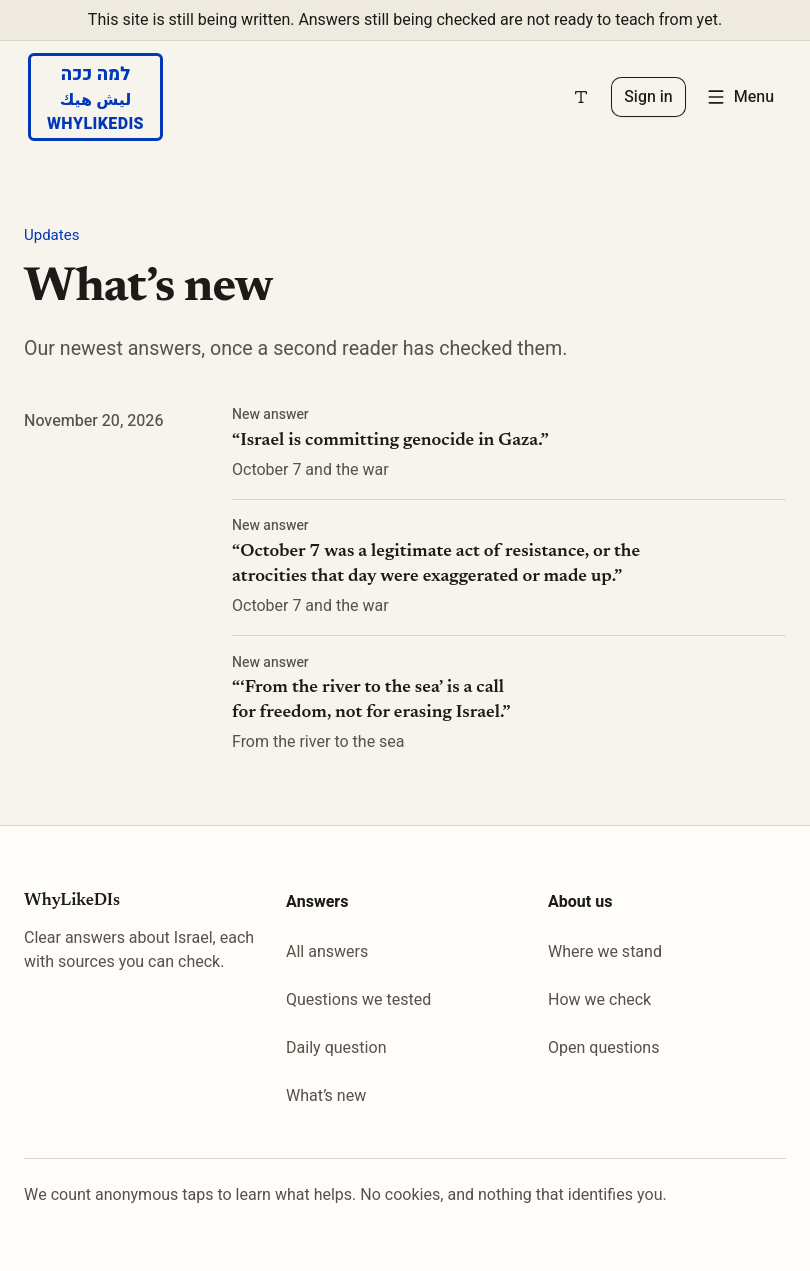 This site is still being written. Answers still being checked are not ready to teach from yet.
למה ככה
ليش هيك
WHYLIKEDIS
T
Sign in
Menu
Updates
What’s new
Our newest answers, once a second reader has checked them.
November 20, 2026
New answer
“Israel is committing genocide in Gaza.”
October 7 and the war
New answer
“October 7 was a legitimate act of resistance, or the
atrocities that day were exaggerated or made up.”
October 7 and the war
New answer
“‘From the river to the sea’ is a call
for freedom, not for erasing Israel.”
From the river to the sea
WhyLikeDIs
Clear answers about Israel, each
with sources you can check.
Answers
All answers
Questions we tested
Daily question
What’s new
About us
Where we stand
How we check
Open questions
We count anonymous taps to learn what helps. No cookies, and nothing that identifies you.